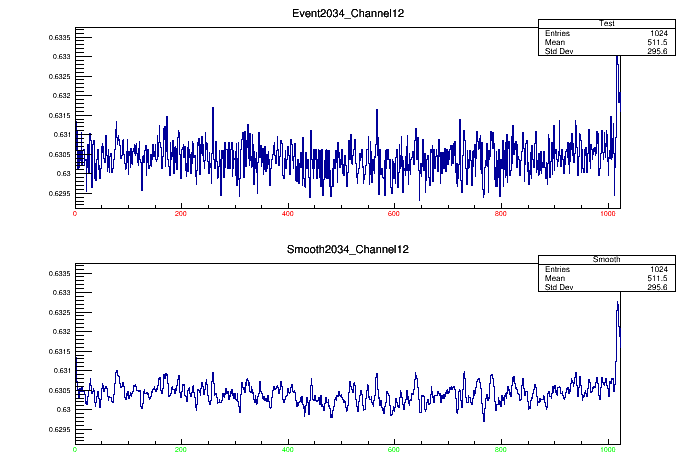 Event2034_Channel12
Test
Entries 1024
Mean 511.5
Std Dev 295.6
0.6335
0.633
0.6325
0.632
0.6315
0.631
0.6305
0.63
0.6295
0 200 400 600 800 1000
Smooth2034_Channel12
Smooth
Entries 1024
Mean 511.5
Std Dev 295.6
0.6335
0.633
0.6325
0.632
0.6315
0.631
0.6305
0.63
0.6295
0 200 400 600 800 1000